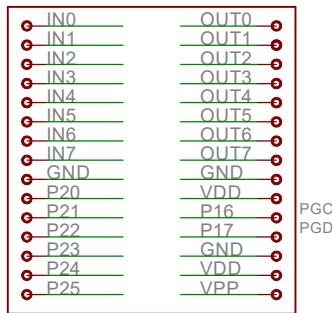 IN0 OUT0
IN1 OUT1
IN2 OUT2
IN3 OUT3
IN4 OUT4
IN5 OUT5
IN6 OUT6
IN7 OUT7
GND GND
P20 VDD
P21 P16 PGC
P22 P17 PGD
P23 GND
P24 VDD
P25 VPP